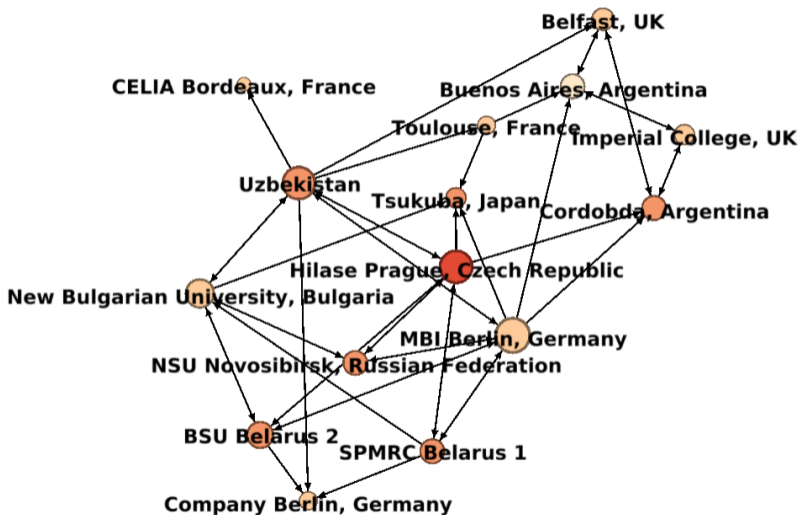 Belfast, UK
CELIA Bordeaux, France
Buenos Aires, Argentina
Toulouse, France
Imperial College, UK
Uzbekistan
Tsukuba, Japan
Cordobda, Argentina
Hilase Prague, Czech Republic
New Bulgarian University, Bulgaria
MBI Berlin, Germany
NSU Novosibirsk, Russian Federation
BSU Belarus 2
SPMRC Belarus 1
Company Berlin, Germany